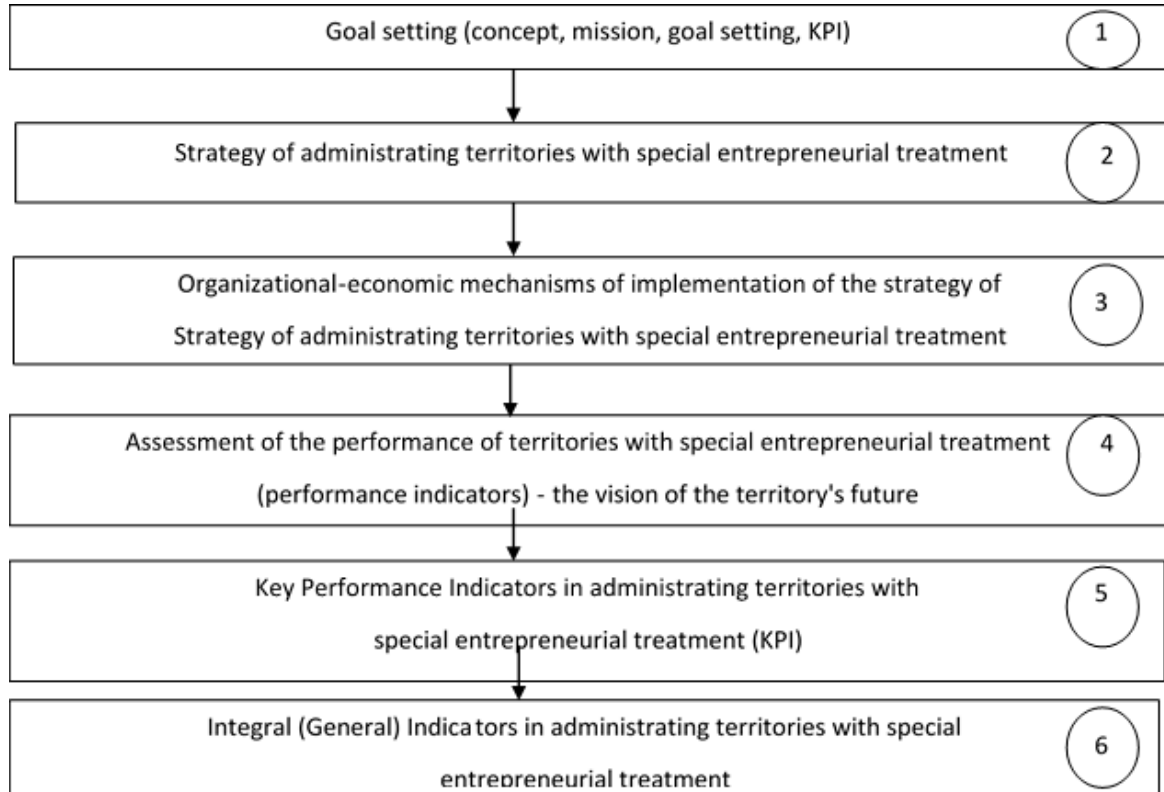 Goal setting (concept, mission, goal setting, KPI)
1
Strategy of administrating territories with special entrepreneurial treatment
2
Organizational-economic mechanisms of implementation of the strategy of
Strategy of administrating territories with special entrepreneurial treatment
3
Assessment of the performance of territories with special entrepreneurial treatment
(performance indicators) - the vision of the territory's future
4
Key Performance Indicators in administrating territories with
special entrepreneurial treatment (KPI)
5
Integral (General) Indicators in administrating territories with special
entrepreneurial treatment
6